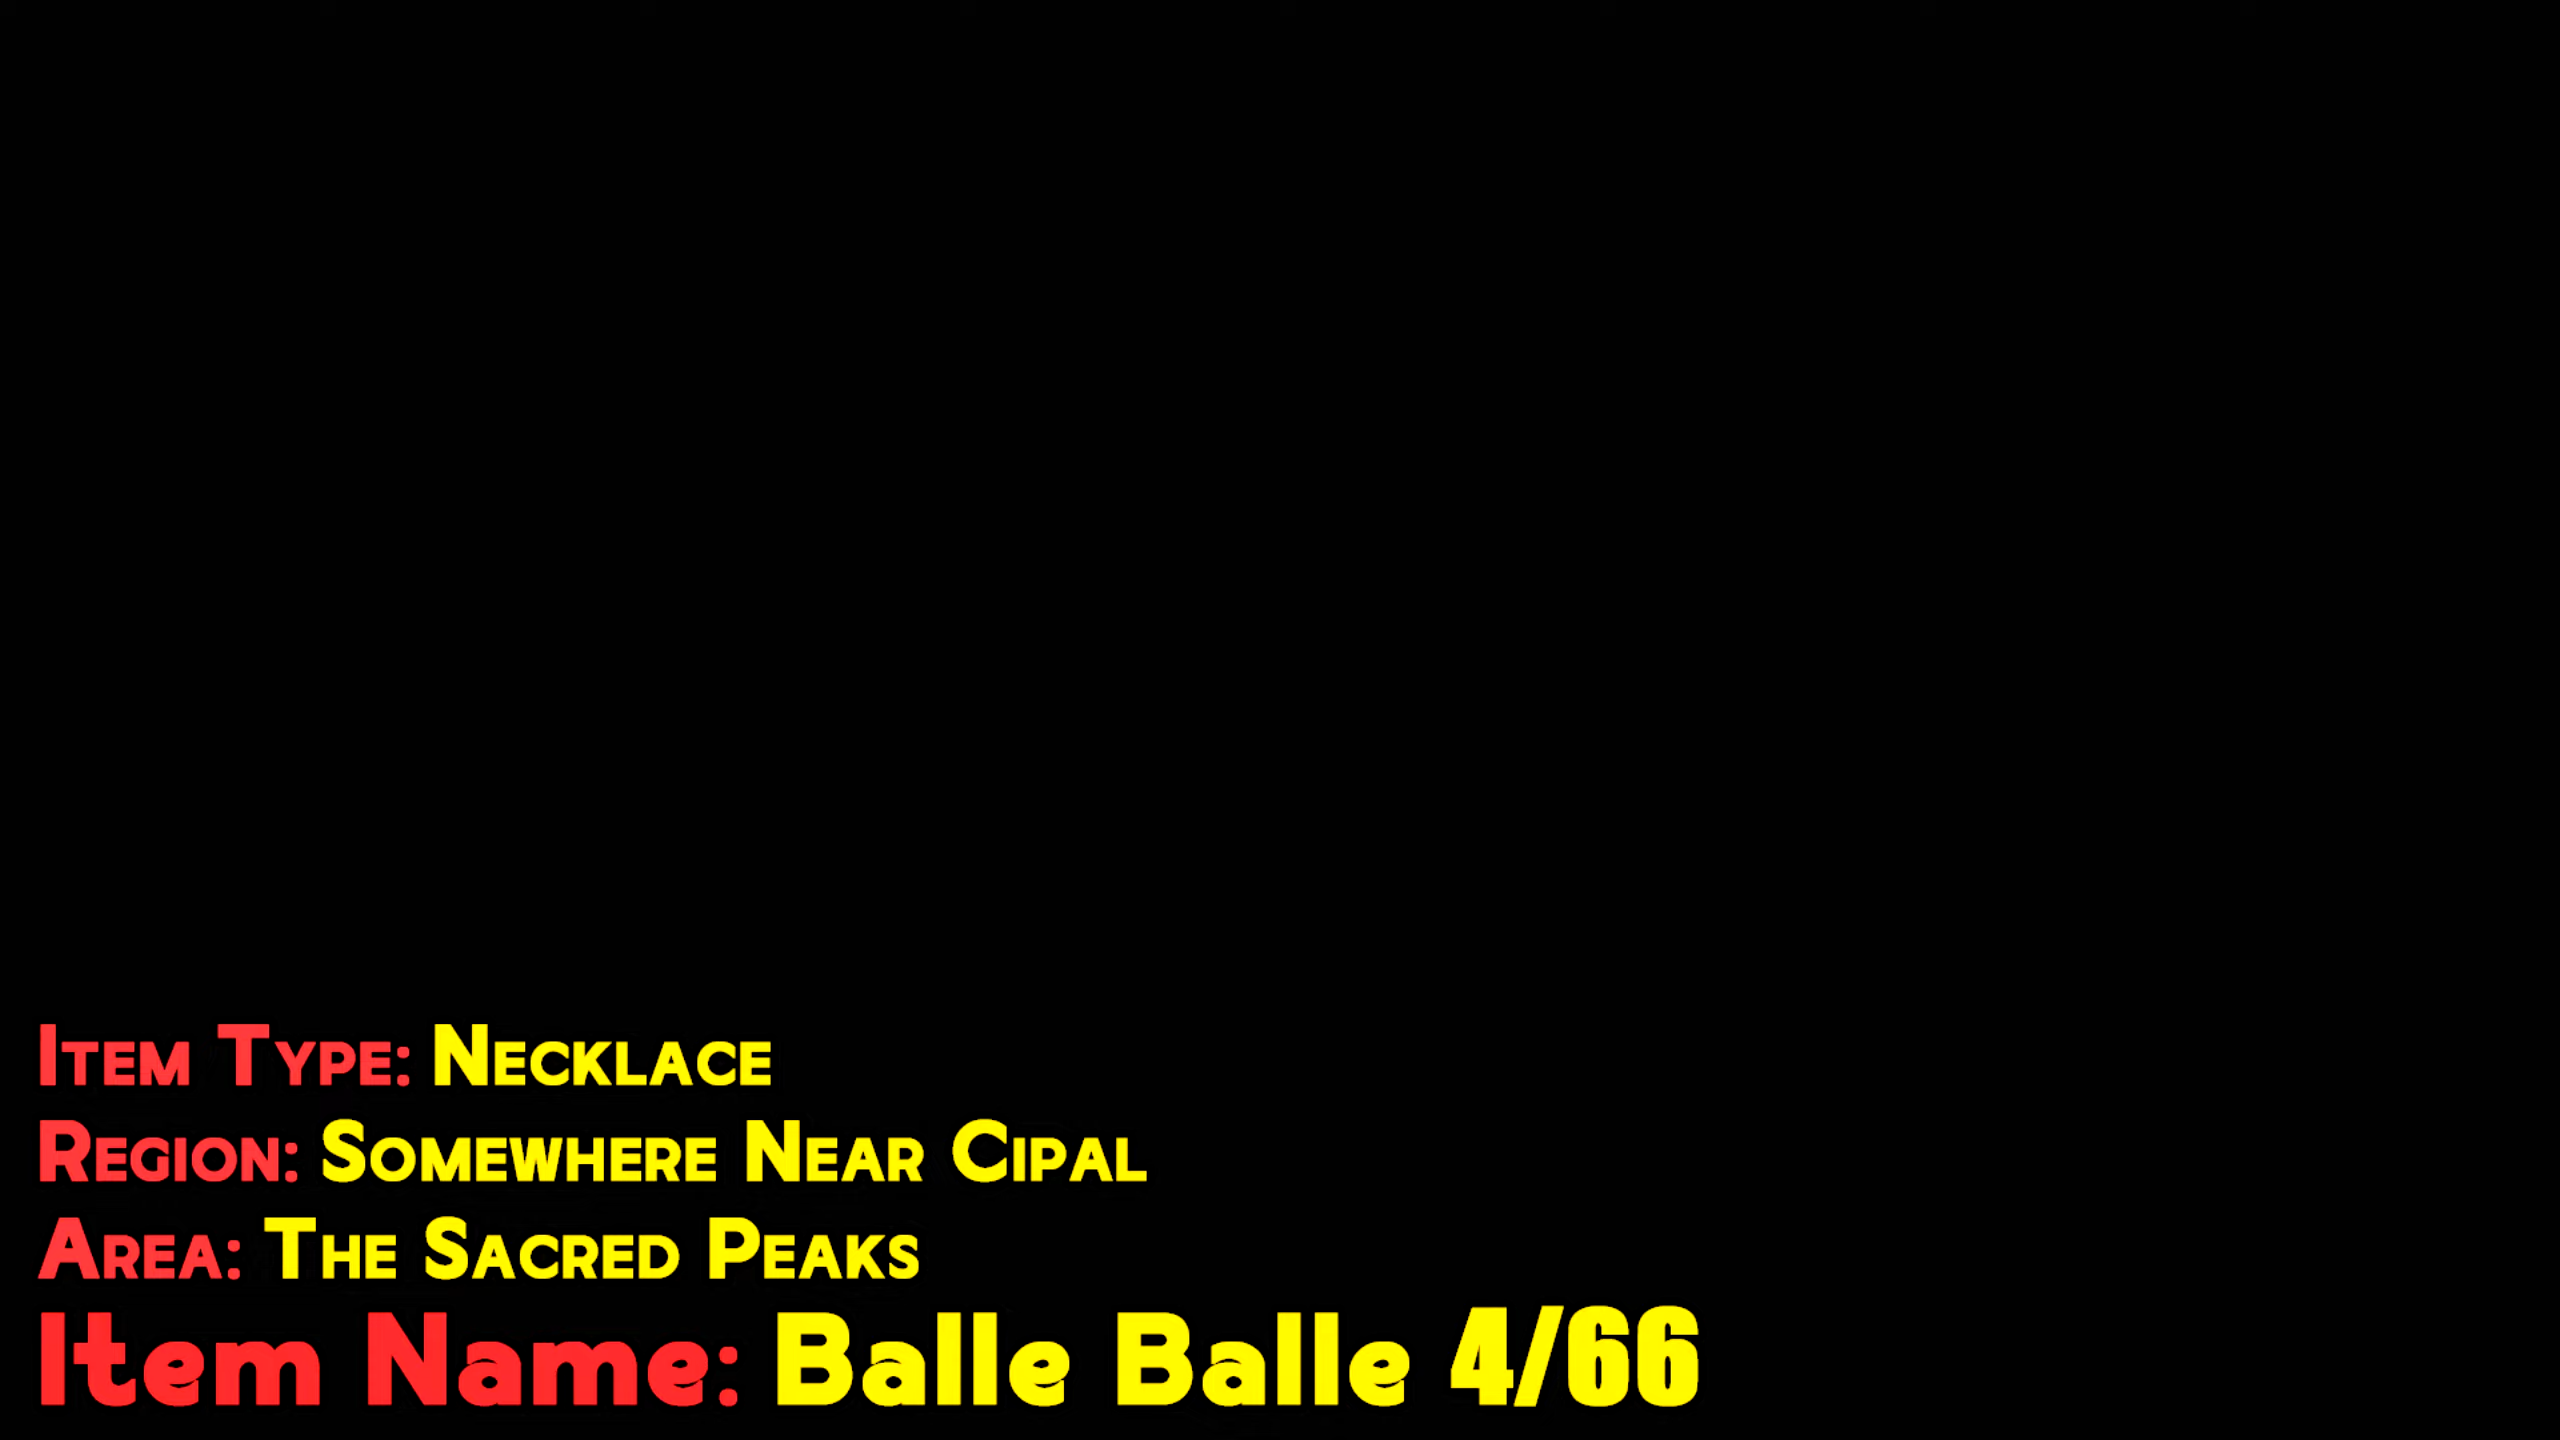 Item Type: Necklace
Region: Somewhere Near Cipal
Area: The Sacred Peaks
Item Name: Balle Balle 4/66